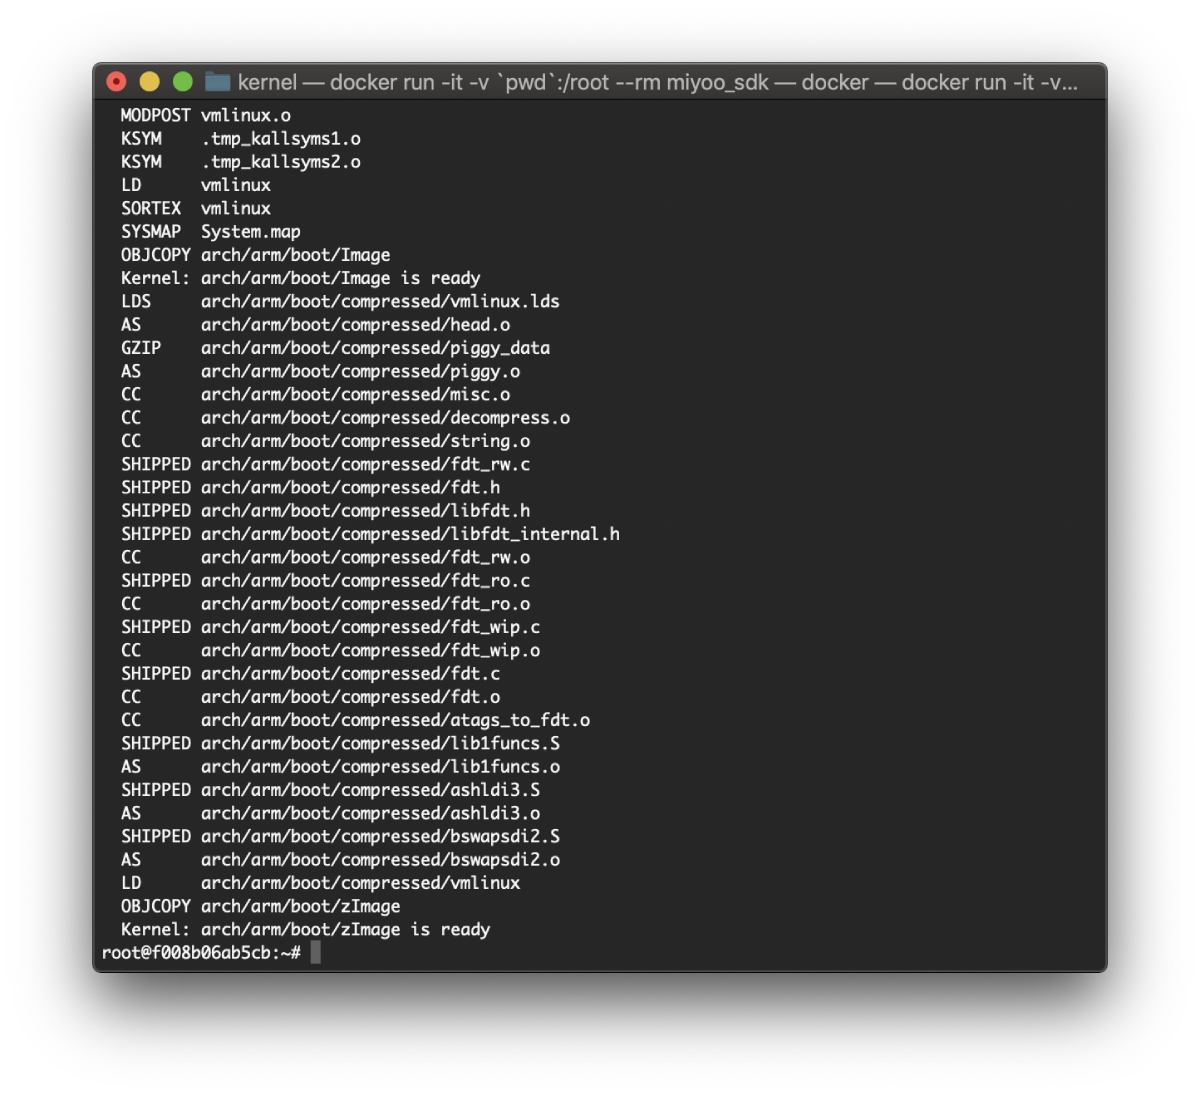 kernel — docker run -it -v `pwd`:/root --rm miyoo_sdk — docker — docker run -it -v...
MODPOST vmlinux.o
KSYM    .tmp_kallsyms1.o
KSYM    .tmp_kallsyms2.o
LD      vmlinux
SORTEX  vmlinux
SYSMAP  System.map
OBJCOPY arch/arm/boot/Image
Kernel: arch/arm/boot/Image is ready
LDS     arch/arm/boot/compressed/vmlinux.lds
AS      arch/arm/boot/compressed/head.o
GZIP    arch/arm/boot/compressed/piggy_data
AS      arch/arm/boot/compressed/piggy.o
CC      arch/arm/boot/compressed/misc.o
CC      arch/arm/boot/compressed/decompress.o
CC      arch/arm/boot/compressed/string.o
SHIPPED arch/arm/boot/compressed/fdt_rw.c
SHIPPED arch/arm/boot/compressed/fdt.h
SHIPPED arch/arm/boot/compressed/libfdt.h
SHIPPED arch/arm/boot/compressed/libfdt_internal.h
CC      arch/arm/boot/compressed/fdt_rw.o
SHIPPED arch/arm/boot/compressed/fdt_ro.c
CC      arch/arm/boot/compressed/fdt_ro.o
SHIPPED arch/arm/boot/compressed/fdt_wip.c
CC      arch/arm/boot/compressed/fdt_wip.o
SHIPPED arch/arm/boot/compressed/fdt.c
CC      arch/arm/boot/compressed/fdt.o
CC      arch/arm/boot/compressed/atags_to_fdt.o
SHIPPED arch/arm/boot/compressed/lib1funcs.S
AS      arch/arm/boot/compressed/lib1funcs.o
SHIPPED arch/arm/boot/compressed/ashldi3.S
AS      arch/arm/boot/compressed/ashldi3.o
SHIPPED arch/arm/boot/compressed/bswapsdi2.S
AS      arch/arm/boot/compressed/bswapsdi2.o
LD      arch/arm/boot/compressed/vmlinux
OBJCOPY arch/arm/boot/zImage
Kernel: arch/arm/boot/zImage is ready
root@f008b06ab5cb:~#